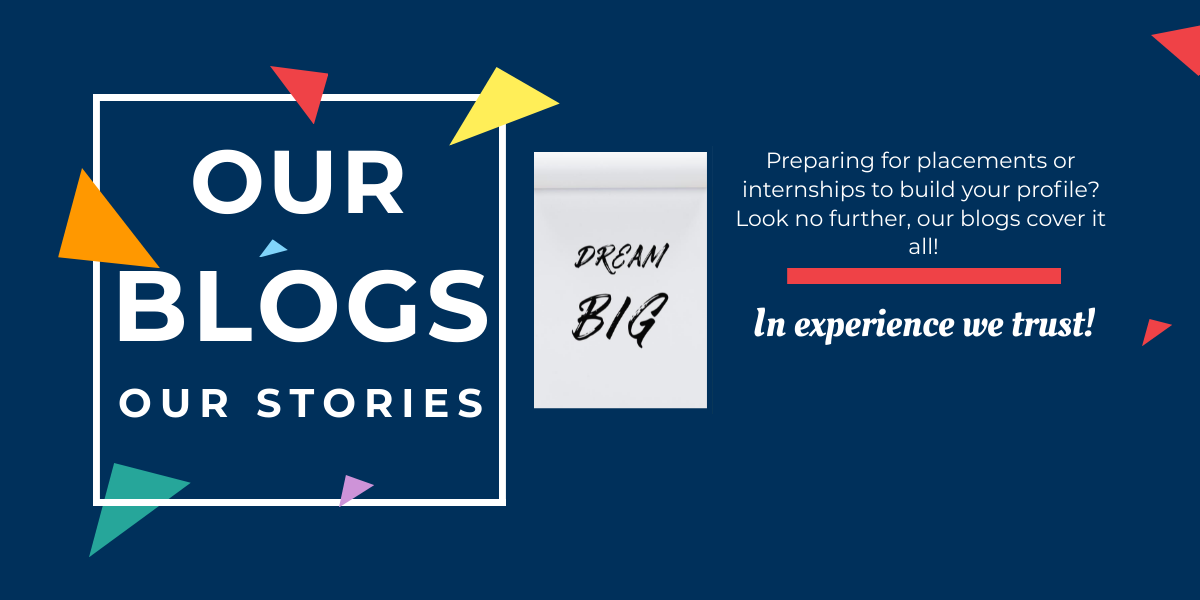 OUR
BLOGS
OUR STORIES
DREAM
BIG
Preparing for placements or
internships to build your profile?
Look no further, our blogs cover it
all!
In experience we trust!